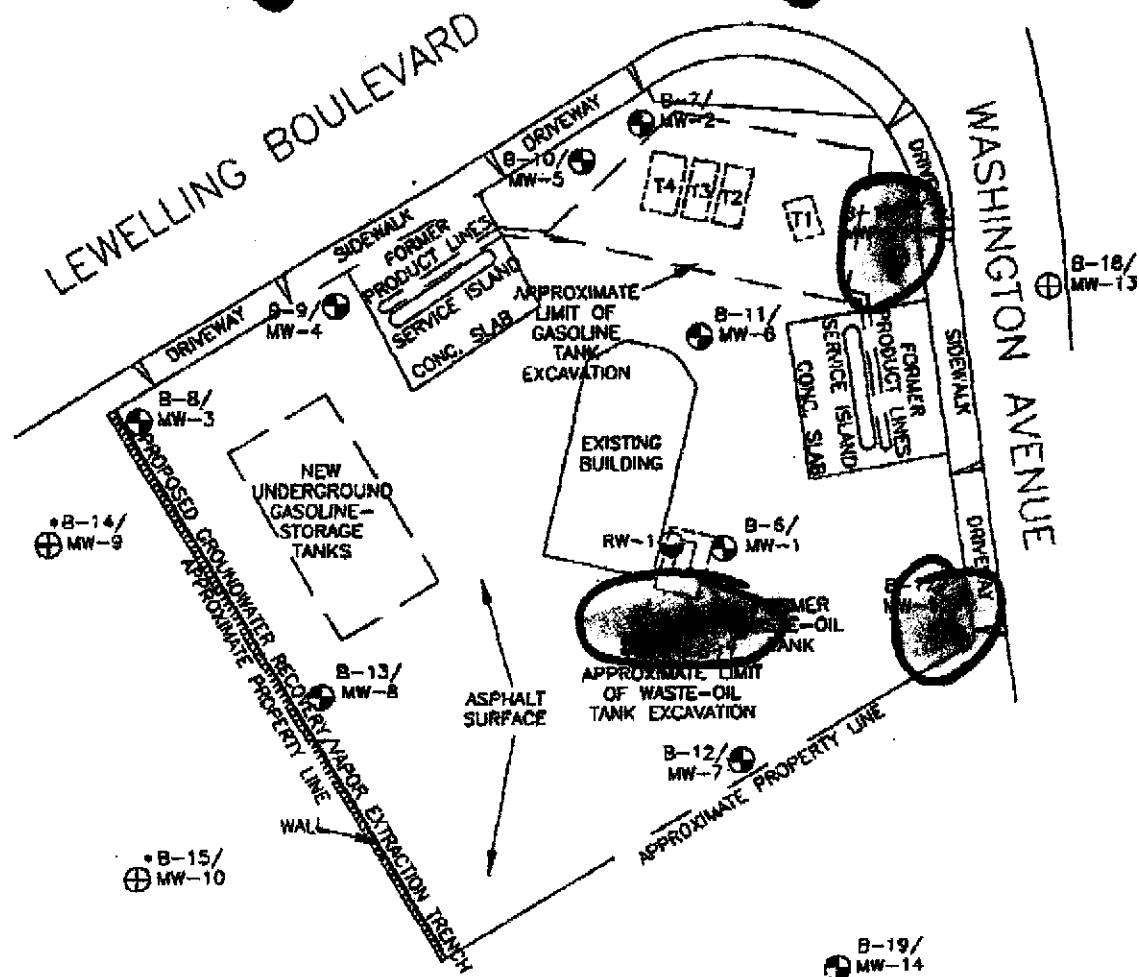 LEWELLING BOULEVARD
WASHINGTON AVENUE
DRIVEWAY
B-7/
MW-2
B-10/
MW-5
T4
T3
T2
T1
SIDEWALK
FORMER
PRODUCT LINES
SERVICE ISLAND
CONC. SLAB
B-18/
MW-13
DRIVEWAY
B-9/
MW-4
APPROXIMATE
LIMIT OF
GASOLINE
TANK
EXCAVATION
B-11/
MW-6
FORMER
PRODUCT LINES
SERVICE ISLAND
CONC. SLAB
SIDEWALK
B-8/
MW-3
NEW
UNDERGROUND
GASOLINE-
STORAGE
TANKS
EXISTING
BUILDING
*B-14/
MW-9
RW-1
B-6/
MW-1
DRIVEWAY
PROPOSED GROUNDWATER RECOVERY/VAPOR EXTRACTION TRENCH
APPROXIMATE PROPERTY LINE
TANK
B-13/
MW-8
ASPHALT
SURFACE
APPROXIMATE LIMIT
OF WASTE-OIL
TANK EXCAVATION
B-12/
MW-7
APPROXIMATE PROPERTY LINE
WALL
*B-15/
MW-10
B-19/
MW-14